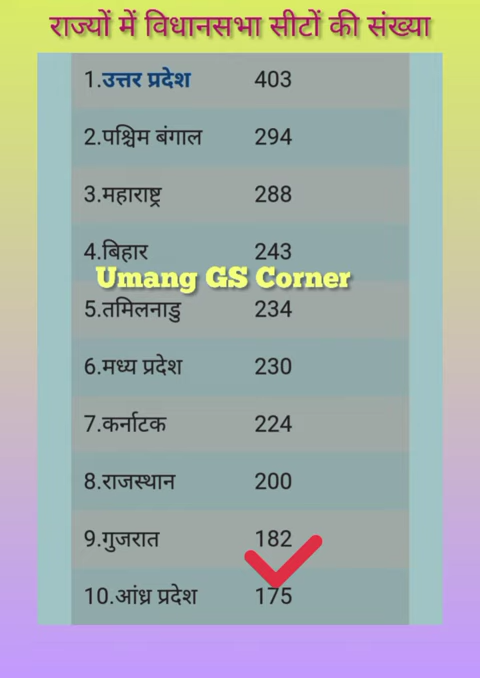 राज्यों में विधानसभा सीटों की संख्या
1.उत्तर प्रदेश 403
2.पश्चिम बंगाल 294
3.महाराष्ट्र 288
4.बिहार 243
Umang GS Corner
5.तमिलनाडु 234
6.मध्य प्रदेश 230
7.कर्नाटक 224
8.राजस्थान 200
9.गुजरात 182
10.आंध्र प्रदेश 175